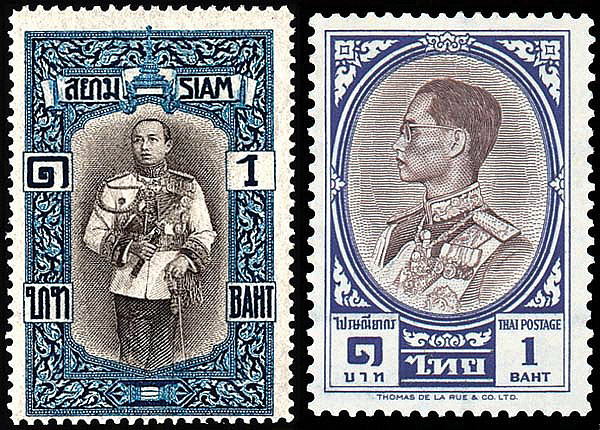 สยาม SIAM
๑ 1
บาท BAHT
ไปรษณียากร THAI POSTAGE
๑ ไทย 1
บาท BAHT
THOMAS DE LA RUE & CO. LTD.